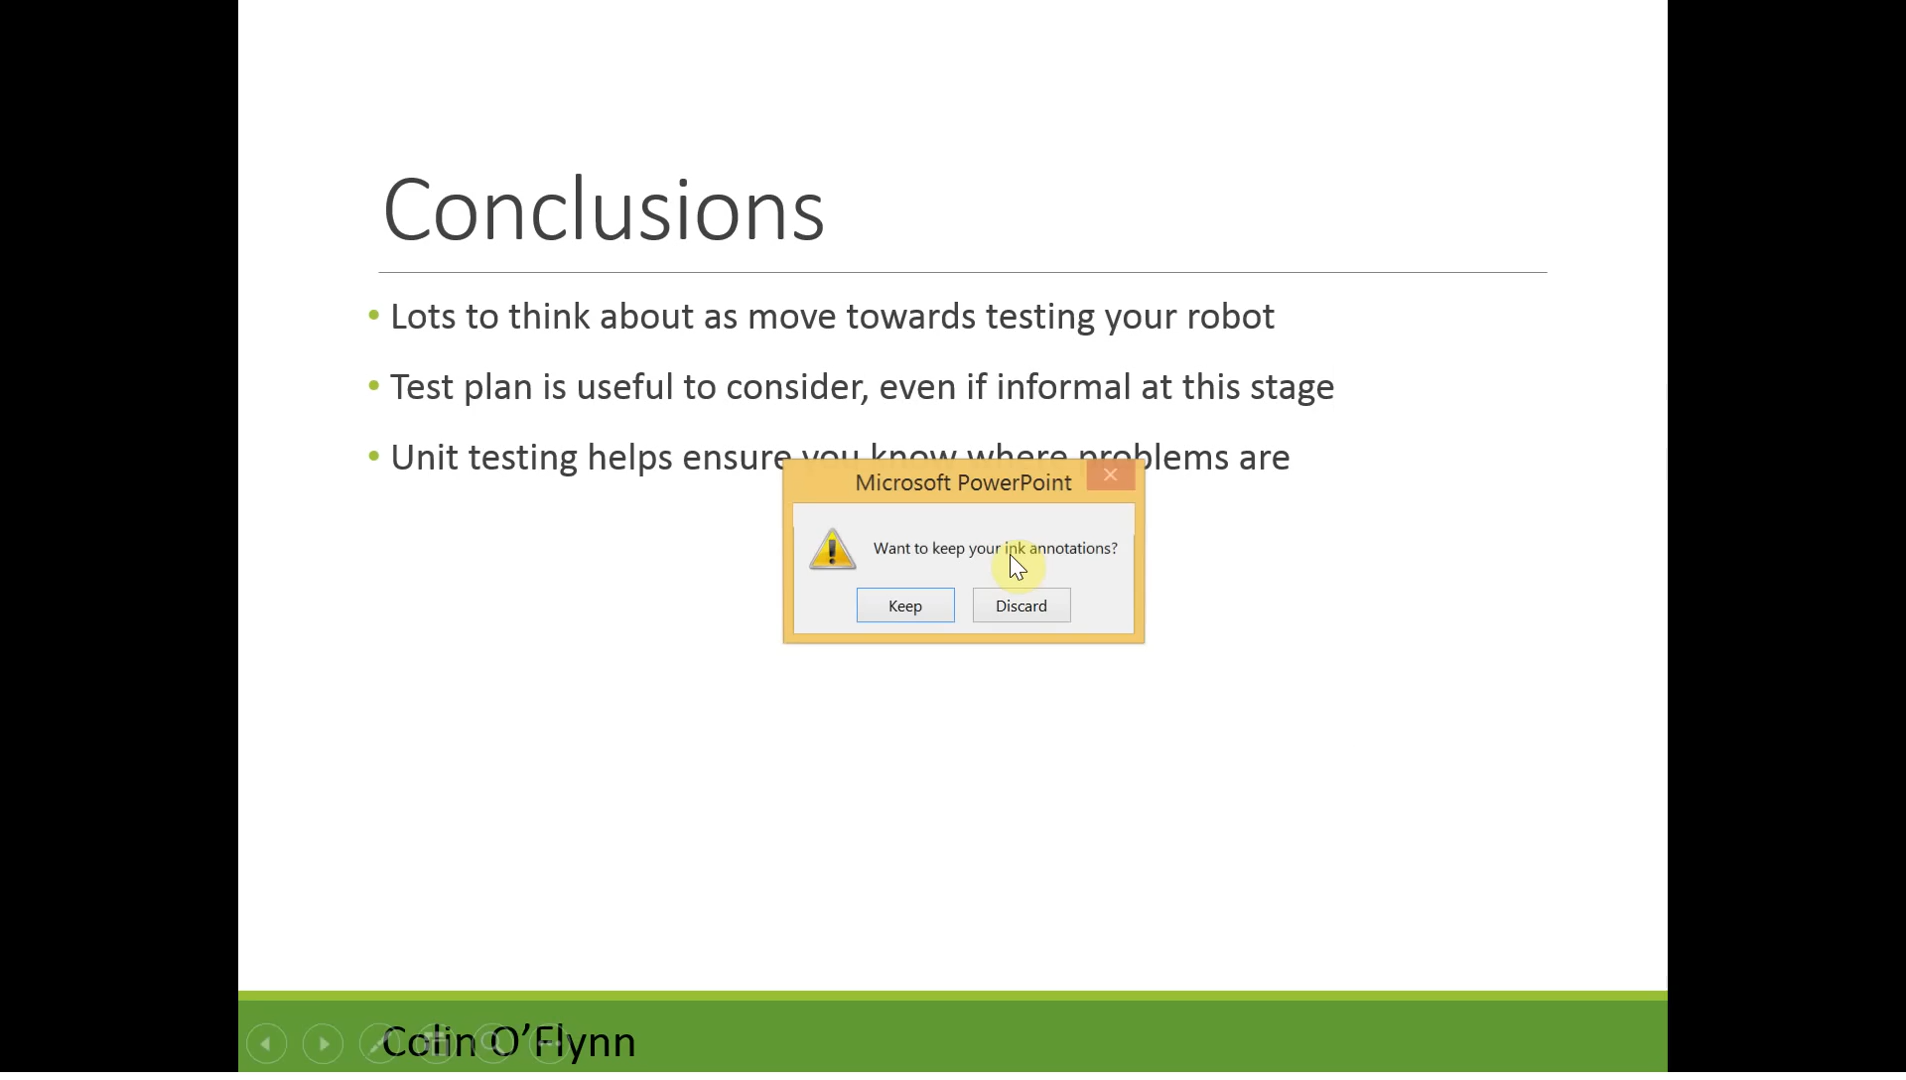 Conclusions
• Lots to think about as move towards testing your robot
• Test plan is useful to consider, even if informal at this stage
• Unit testing helps ensure you know where problems are
Microsoft PowerPoint
Want to keep your ink annotations?
Keep Discard
Colin O’Flynn